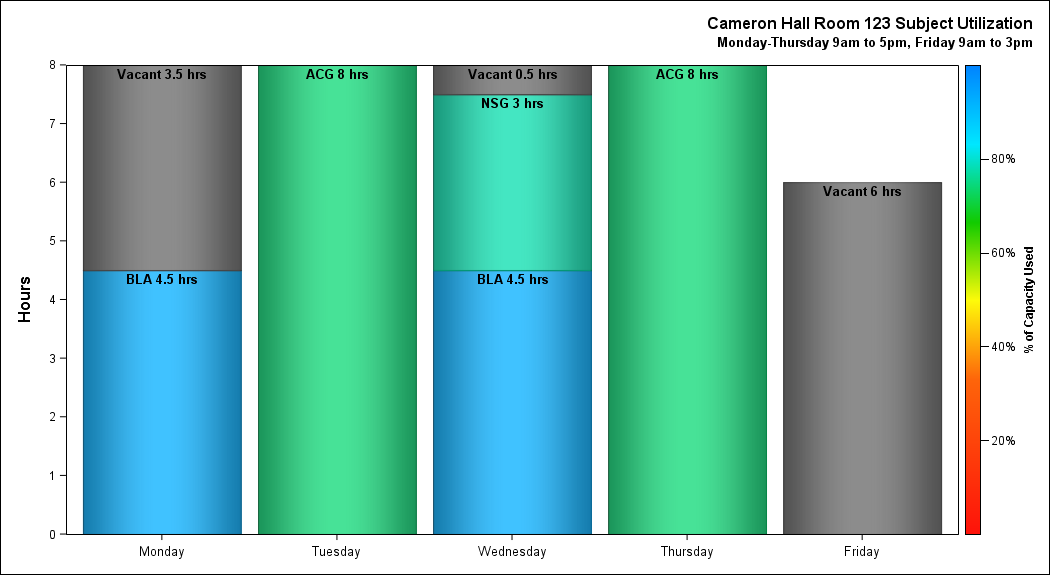 Cameron Hall Room 123 Subject Utilization
Monday-Thursday 9am to 5pm, Friday 9am to 3pm
Hours
8
7
6
5
4
3
2
1
0
Vacant 3.5 hrs
BLA 4.5 hrs
ACG 8 hrs
Vacant 0.5 hrs
NSG 3 hrs
BLA 4.5 hrs
ACG 8 hrs
Vacant 6 hrs
Monday
Tuesday
Wednesday
Thursday
Friday
80%
60%
40%
20%
% of Capacity Used